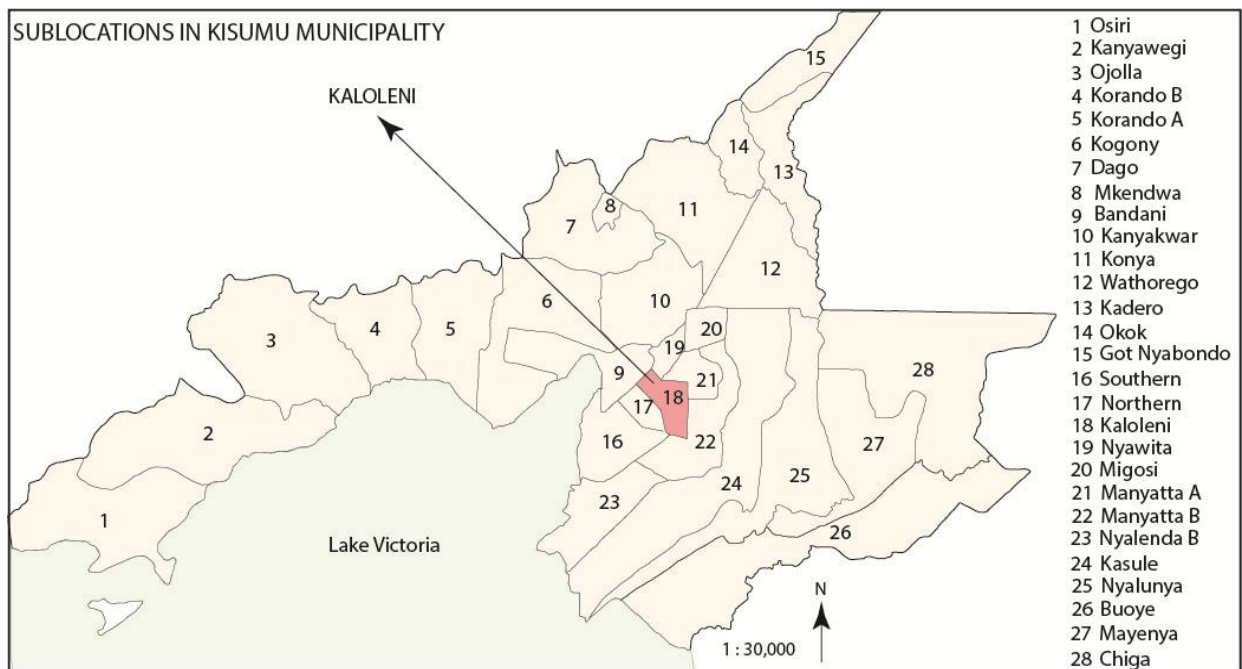 SUBLOCATIONS IN KISUMU MUNICIPALITY
KALOLENI
15
14
13
8
7
11
12
6
10
3
4
5
20
19
9
21
28
18
17
2
16
22
27
24
25
23
1
26
Lake Victoria
N
1 : 30,000
1 Osiri
2 Kanyawegi
3 Ojolla
4 Korando B
5 Korando A
6 Kogony
7 Dago
8 Mkendwa
9 Bandani
10 Kanyakwar
11 Konya
12 Wathorego
13 Kadero
14 Okok
15 Got Nyabondo
16 Southern
17 Northern
18 Kaloleni
19 Nyawita
20 Migosi
21 Manyatta A
22 Manyatta B
23 Nyalenda B
24 Kasule
25 Nyalunya
26 Buoye
27 Mayenya
28 Chiga